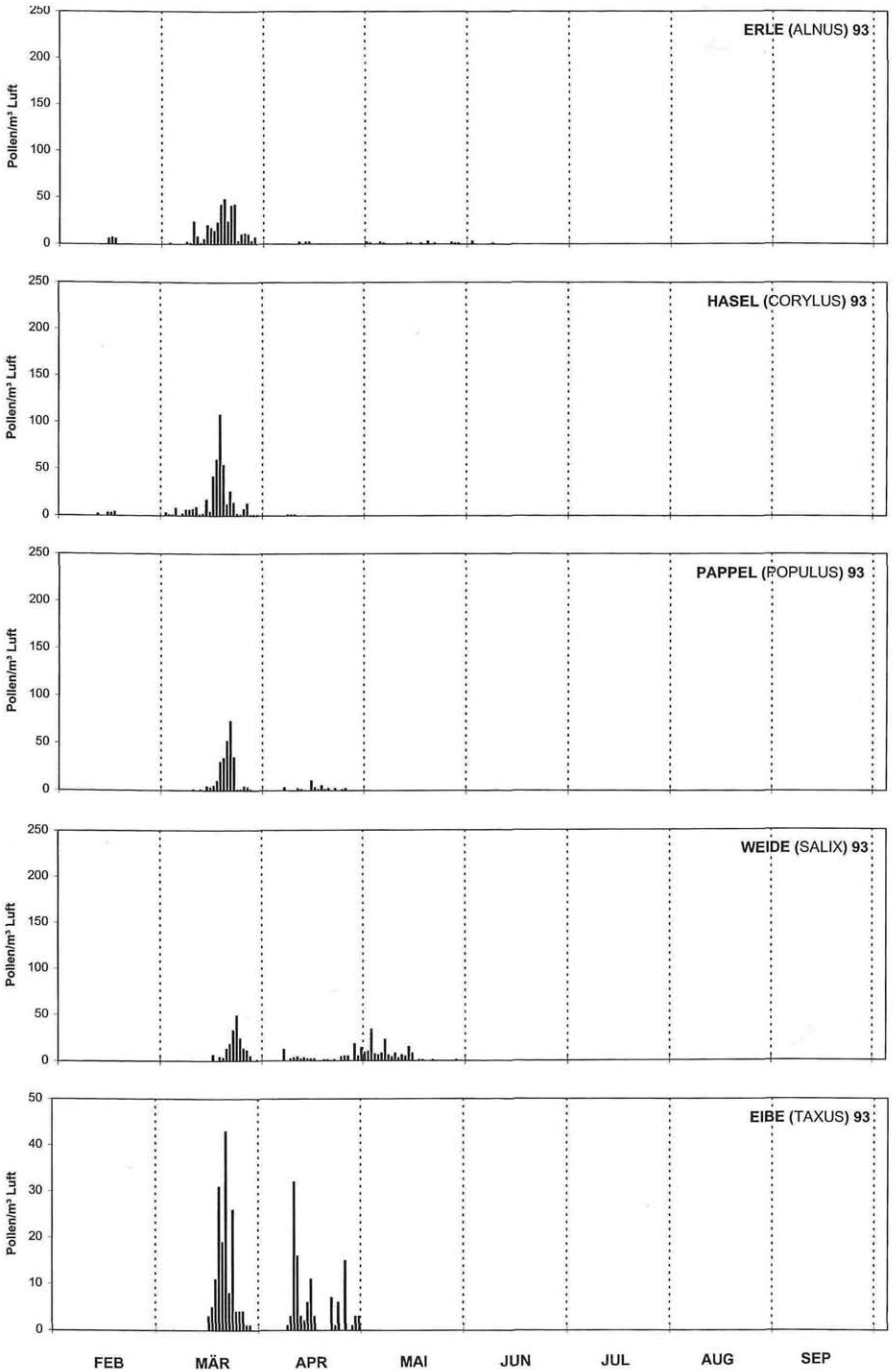 250
ERLE (ALNUS) 93
200
150
100
50
0
Pollen/m³ Luft
250
HASEL (CORYLUS) 93
200
150
100
50
0
Pollen/m³ Luft
250
PAPPEL (POPULUS) 93
200
150
100
50
0
Pollen/m³ Luft
250
WEIDE (SALIX) 93
200
150
100
50
0
Pollen/m³ Luft
50
EIBE (TAXUS) 93
40
30
20
10
0
Pollen/m³ Luft
FEB MÄR APR MAI JUN JUL AUG SEP